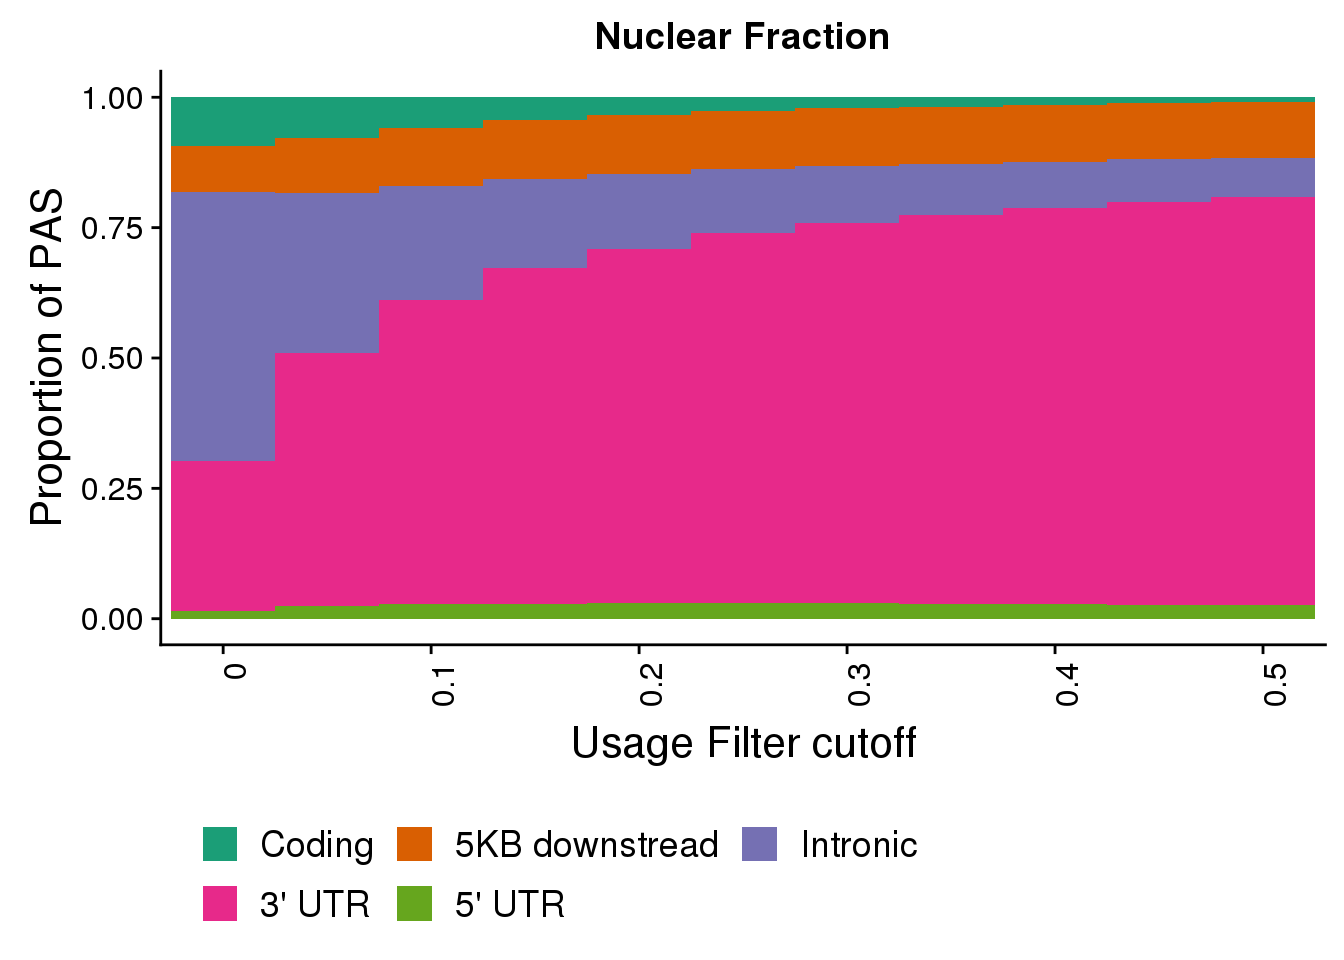 Nuclear Fraction
1.00
0.75
0.50
0.25
0.00
Proportion of PAS
0
0.1
0.2
0.3
0.4
0.5
Usage Filter cutoff
Coding
5KB downstread
Intronic
3' UTR
5' UTR